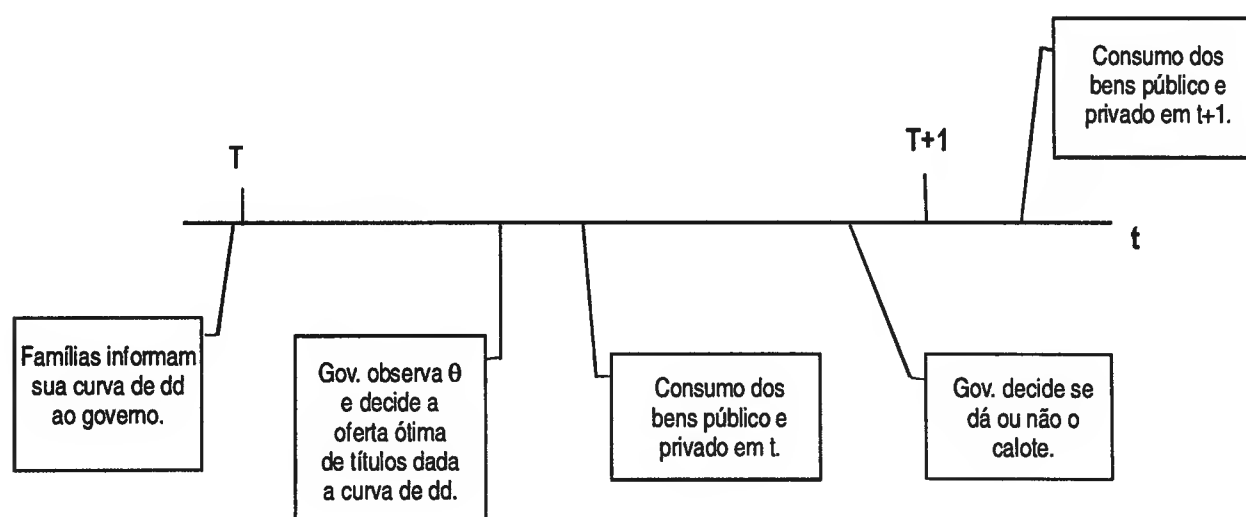 Consumo dos
bens público e
privado em t+1.
T
T+1
t
Famílias informam
sua curva de dd
ao governo.
Gov. observa θ
e decide a
oferta ótima
de títulos dada
a curva de dd.
Consumo dos
bens público e
privado em t.
Gov. decide se
dá ou não o
calote.